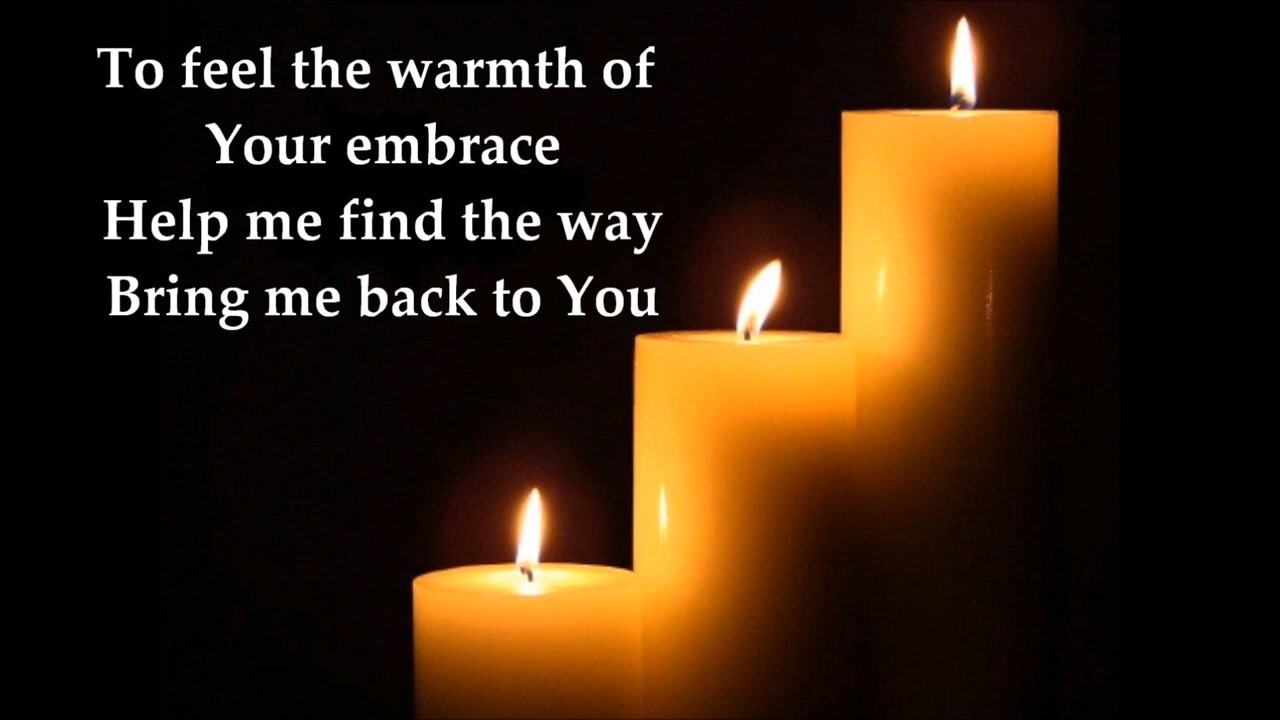 To feel the warmth of
Your embrace
Help me find the way
Bring me back to You